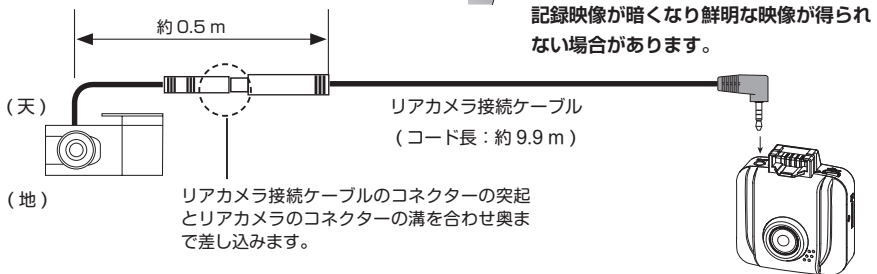 記録映像が暗くなり鮮明な映像が得られ
ない場合があります。
約 0.5 m
(天)
リアカメラ接続ケーブル
(コード長:約 9.9 m )
(地)
リアカメラ接続ケーブルのコネクターの突起
とリアカメラのコネクターの溝を合わせ奥ま
で差し込みます。